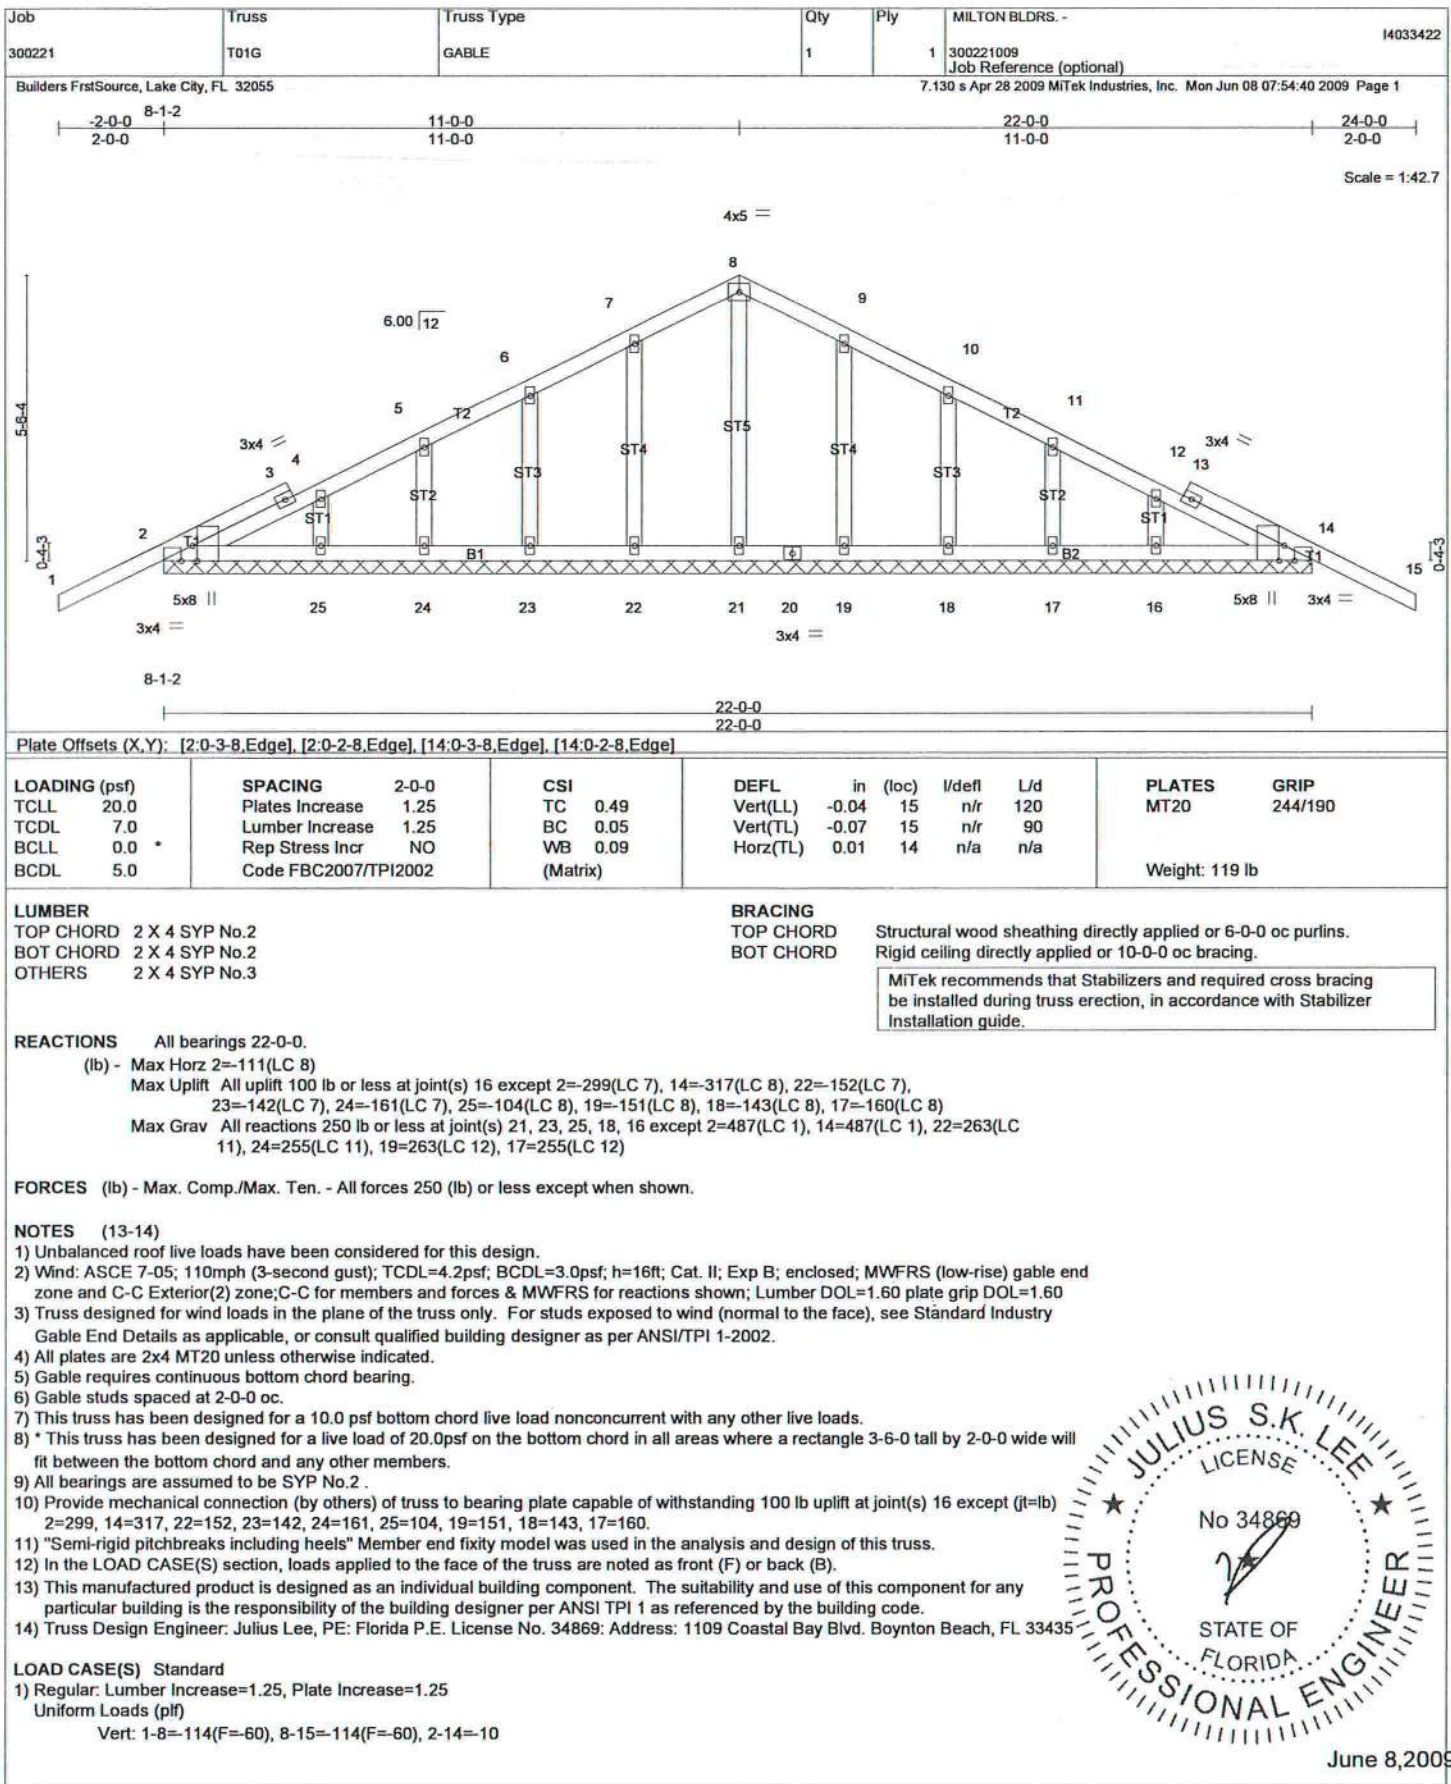 Job Truss Truss Type Qty Ply MILTON BLDRS. -
I4033422
300221 T01G GABLE 1 1 300221009
Job Reference (optional)
Builders FrstSource, Lake City, FL 32055 7.130 s Apr 28 2009 MiTek Industries, Inc. Mon Jun 08 07:54:40 2009 Page 1
8-1-2
-2-0-0 11-0-0 22-0-0 24-0-0
2-0-0 11-0-0 11-0-0 2-0-0
Scale = 1:42.7
4x5 =
8
7 9
6.00 12
6 10
5 T2 T2 11
5-6-4
3x4 = 3x4 =
3 4 12 13
ST1 ST2 ST3 ST4 ST5 ST4 ST3 ST2 ST1
2 T1 14
0-4-3 B1 B2 T1 0-4-3
1 15
5x8 || 25 24 23 22 21 20 19 18 17 16 5x8 || 3x4 =
3x4 = 3x4 =
8-1-2
22-0-0
22-0-0
Plate Offsets (X,Y): [2:0-3-8,Edge], [2:0-2-8,Edge], [14:0-3-8,Edge], [14:0-2-8,Edge]
LOADING (psf) SPACING 2-0-0 CSI DEFL in (loc) l/defl L/d PLATES GRIP
TCLL 20.0 Plates Increase 1.25 TC 0.49 Vert(LL) -0.04 15 n/r 120 MT20 244/190
TCDL 7.0 Lumber Increase 1.25 BC 0.05 Vert(TL) -0.07 15 n/r 90
BCLL 0.0 * Rep Stress Incr NO WB 0.09 Horz(TL) 0.01 14 n/a n/a
BCDL 5.0 Code FBC2007/TPI2002 (Matrix) Weight: 119 lb
LUMBER
TOP CHORD 2 X 4 SYP No.2
BOT CHORD 2 X 4 SYP No.2
OTHERS 2 X 4 SYP No.3
BRACING
TOP CHORD Structural wood sheathing directly applied or 6-0-0 oc purlins.
BOT CHORD Rigid ceiling directly applied or 10-0-0 oc bracing.
MiTek recommends that Stabilizers and required cross bracing
be installed during truss erection, in accordance with Stabilizer
Installation guide.
REACTIONS All bearings 22-0-0.
(lb) - Max Horz 2=-111(LC 8)
Max Uplift All uplift 100 lb or less at joint(s) 16 except 2=-299(LC 7), 14=-317(LC 8), 22=-152(LC 7),
23=-142(LC 7), 24=-161(LC 7), 25=-104(LC 8), 19=-151(LC 8), 18=-143(LC 8), 17=-160(LC 8)
Max Grav All reactions 250 lb or less at joint(s) 21, 23, 25, 18, 16 except 2=487(LC 1), 14=487(LC 1), 22=263(LC
11), 24=255(LC 11), 19=263(LC 12), 17=255(LC 12)
FORCES (lb) - Max. Comp./Max. Ten. - All forces 250 (lb) or less except when shown.
NOTES (13-14)
1) Unbalanced roof live loads have been considered for this design.
2) Wind: ASCE 7-05; 110mph (3-second gust); TCDL=4.2psf; BCDL=3.0psf; h=16ft; Cat. II; Exp B; enclosed; MWFRS (low-rise) gable end
zone and C-C Exterior(2) zone;C-C for members and forces & MWFRS for reactions shown; Lumber DOL=1.60 plate grip DOL=1.60
3) Truss designed for wind loads in the plane of the truss only. For studs exposed to wind (normal to the face), see Standard Industry
Gable End Details as applicable, or consult qualified building designer as per ANSI/TPI 1-2002.
4) All plates are 2x4 MT20 unless otherwise indicated.
5) Gable requires continuous bottom chord bearing.
6) Gable studs spaced at 2-0-0 oc.
7) This truss has been designed for a 10.0 psf bottom chord live load nonconcurrent with any other live loads.
8) * This truss has been designed for a live load of 20.0psf on the bottom chord in all areas where a rectangle 3-6-0 tall by 2-0-0 wide will
fit between the bottom chord and any other members.
9) All bearings are assumed to be SYP No.2 .
10) Provide mechanical connection (by others) of truss to bearing plate capable of withstanding 100 lb uplift at joint(s) 16 except (jt=lb)
2=299, 14=317, 22=152, 23=142, 24=161, 25=104, 19=151, 18=143, 17=160.
11) "Semi-rigid pitchbreaks including heels" Member end fixity model was used in the analysis and design of this truss.
12) In the LOAD CASE(S) section, loads applied to the face of the truss are noted as front (F) or back (B).
13) This manufactured product is designed as an individual building component. The suitability and use of this component for any
particular building is the responsibility of the building designer per ANSI TPI 1 as referenced by the building code.
14) Truss Design Engineer: Julius Lee, PE: Florida P.E. License No. 34869: Address: 1109 Coastal Bay Blvd. Boynton Beach, FL 33435
LOAD CASE(S) Standard
1) Regular: Lumber Increase=1.25, Plate Increase=1.25
Uniform Loads (plf)
Vert: 1-8=-114(F=-60), 8-15=-114(F=-60), 2-14=-10
JULIUS S.K. LEE
LICENSE
No 34869
STATE OF
FLORIDA
PROFESSIONAL ENGINEER
June 8,2009